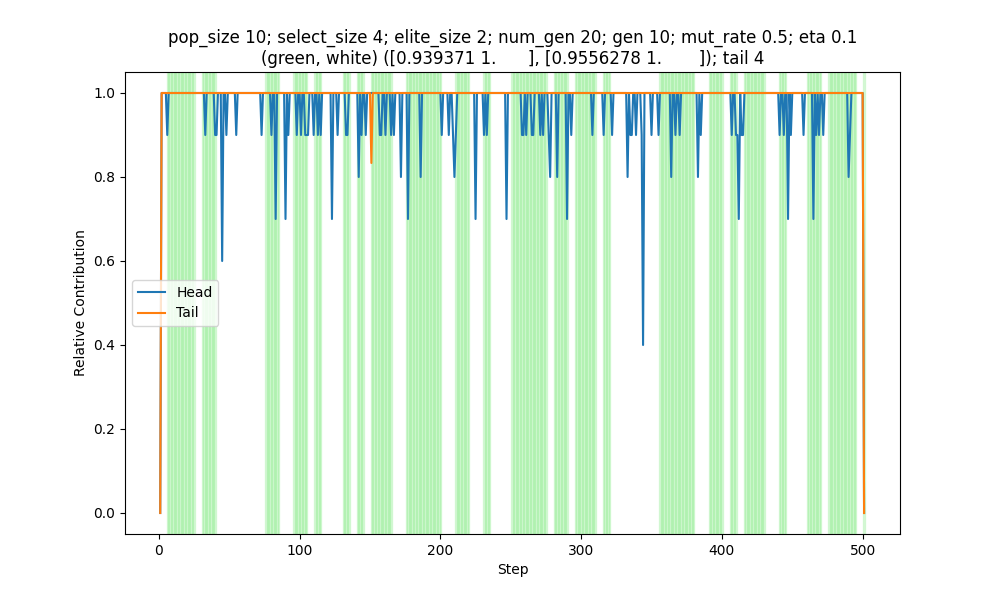 pop_size 10; select_size 4; elite_size 2; num_gen 20; gen 10; mut_rate 0.5; eta 0.1
(green, white) ([0.939371 1.      ], [0.9556278 1.       ]); tail 4
1.0
0.8
0.6
0.4
0.2
0.0
Relative Contribution
Head
Tail
0
100
200
300
400
500
Step